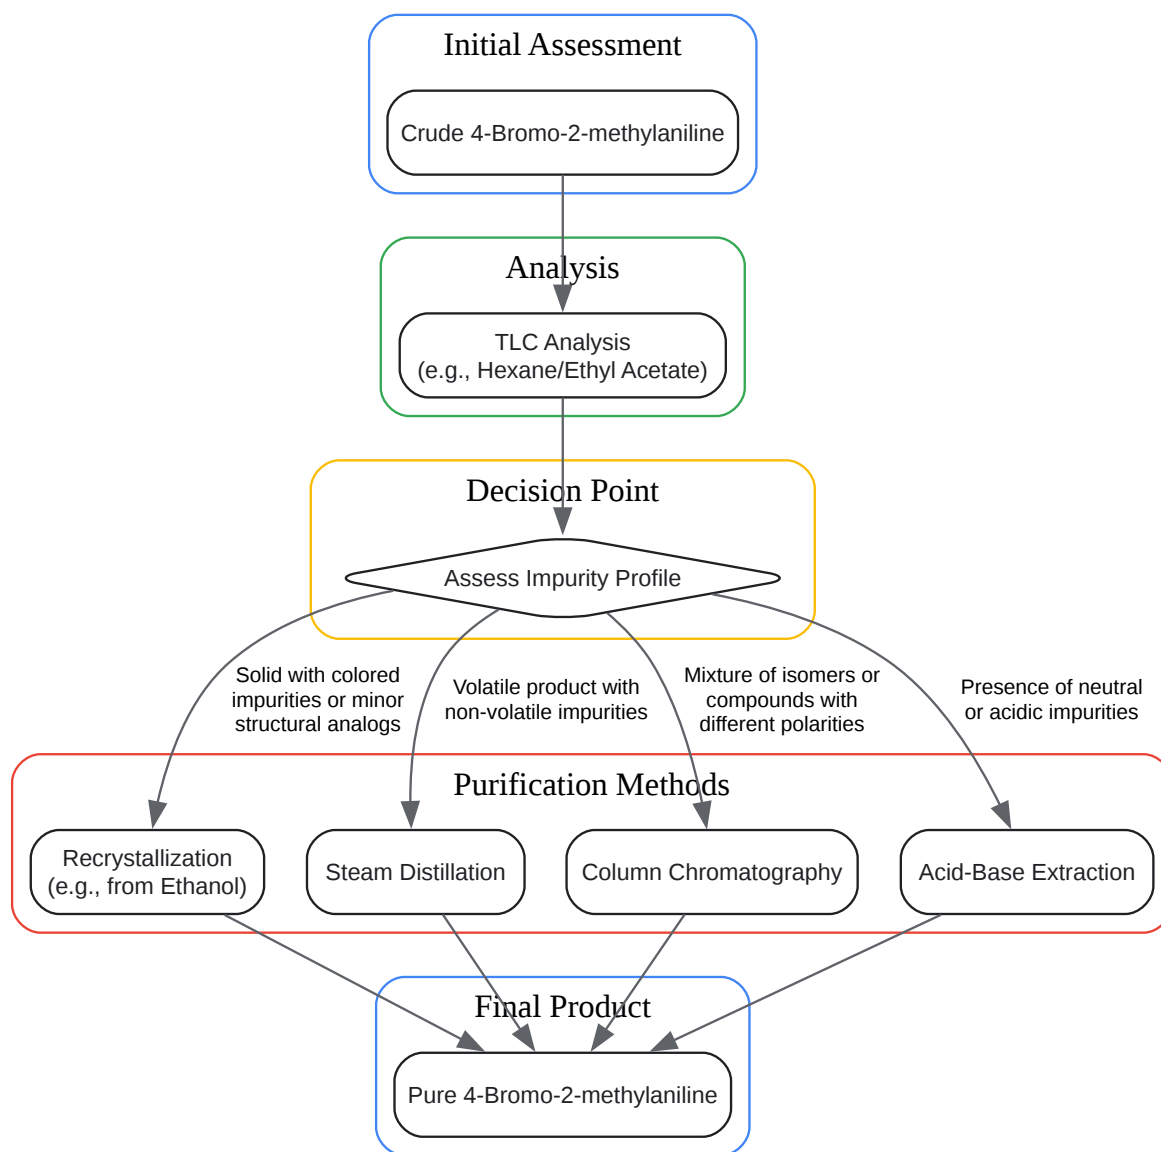 Initial Assessment
Crude 4-Bromo-2-methylaniline
Analysis
TLC Analysis
(e.g., Hexane/Ethyl Acetate)
Decision Point
Assess Impurity Profile
Solid with colored
impurities or minor
structural analogs
Volatile product with
non-volatile impurities
Mixture of isomers or
compounds with
different polarities
Presence of neutral
or acidic impurities
Purification Methods
Recrystallization
(e.g., from Ethanol)
Steam Distillation
Column Chromatography
Acid-Base Extraction
Final Product
Pure 4-Bromo-2-methylaniline